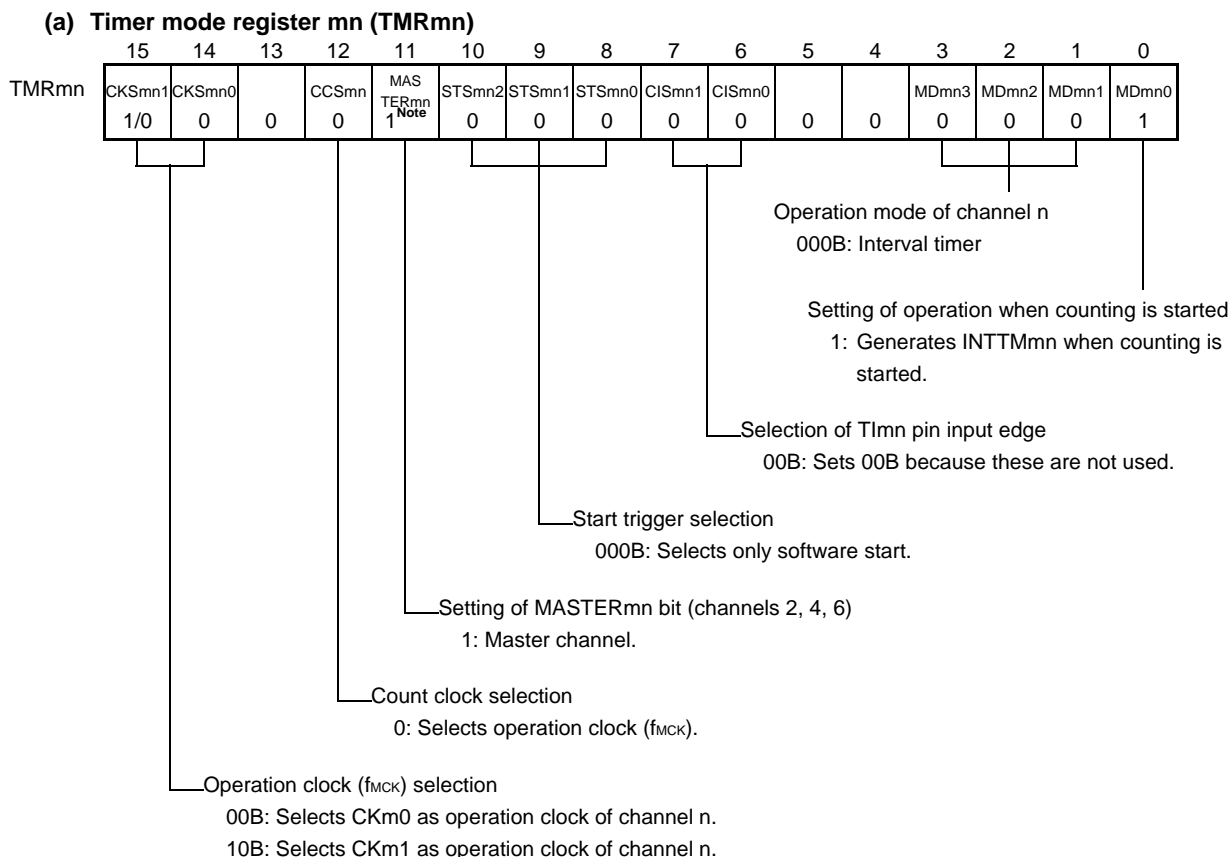 (a) Timer mode register mn (TMRmn)
15 14 13 12 11 10 9 8 7 6 5 4 3 2 1 0
TMRmn CKSmn1 CKSmn0 CCSmn MAS TERmn STSmn2 STSmn1 STSmn0 CISmn1 CISmn0 MDmn3 MDmn2 MDmn1 MDmn0
1/0 0 0 0 1Note 0 0 0 0 0 0 0 0 0 0 1
Operation mode of channel n
000B: Interval timer
Setting of operation when counting is started
1: Generates INTTMmn when counting is
started.
Selection of TImn pin input edge
00B: Sets 00B because these are not used.
Start trigger selection
000B: Selects only software start.
Setting of MASTERmn bit (channels 2, 4, 6)
1: Master channel.
Count clock selection
0: Selects operation clock (fMCK).
Operation clock (fMCK) selection
00B: Selects CKm0 as operation clock of channel n.
10B: Selects CKm1 as operation clock of channel n.